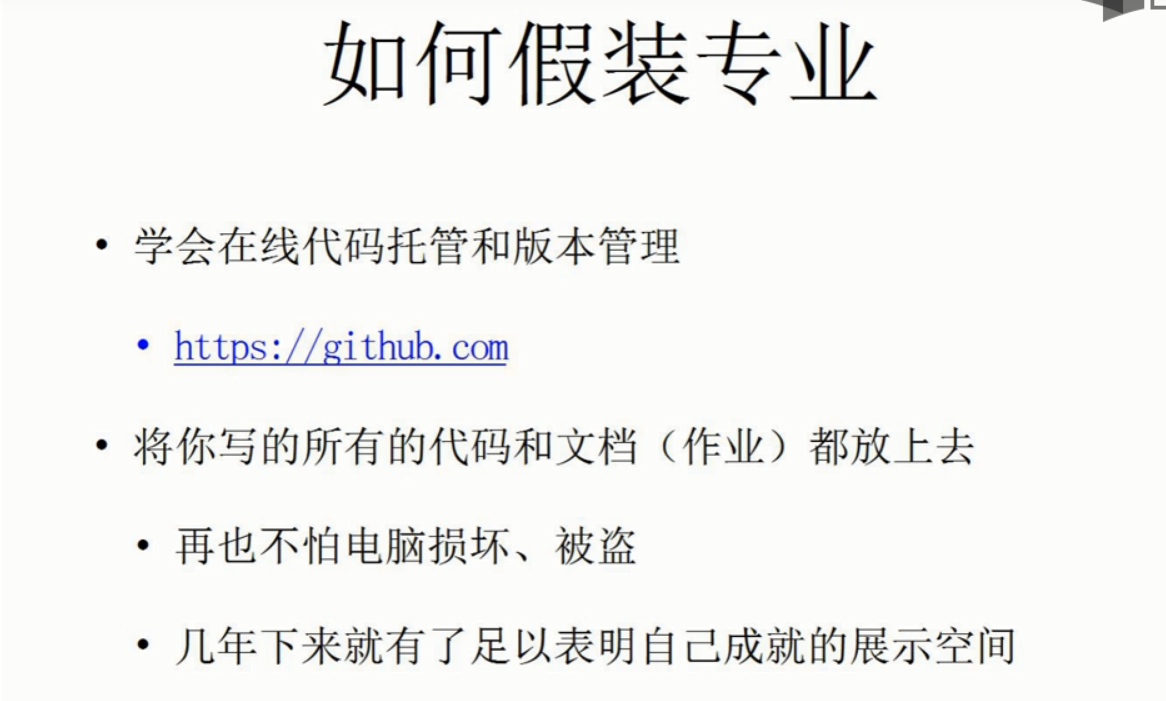 如何假装专业
• 学会在线代码托管和版本管理
• https://github.com
• 将你写的所有的代码和文档（作业）都放上去
• 再也不怕电脑损坏、被盗
• 几年下来就有了足以表明自己成就的展示空间